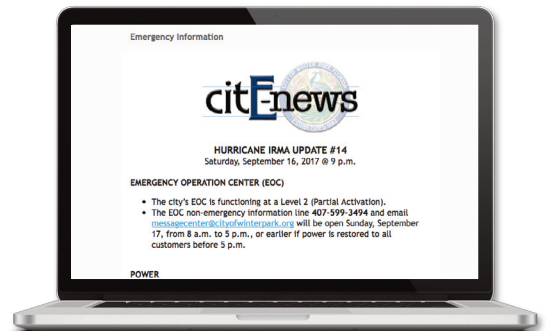 Emergency Information
citE-news
HURRICANE IRMA UPDATE #14
Saturday, September 16, 2017 @ 9 p.m.
EMERGENCY OPERATION CENTER (EOC)
• The city's EOC is functioning at a Level 2 (Partial Activation).
• The EOC non-emergency information line 407-599-3494 and email
messagecenter@cityofwinterpark.org will be open Sunday, September
17, from 8 a.m. to 5 p.m., or earlier if power is restored to all
customers before 5 p.m.
POWER